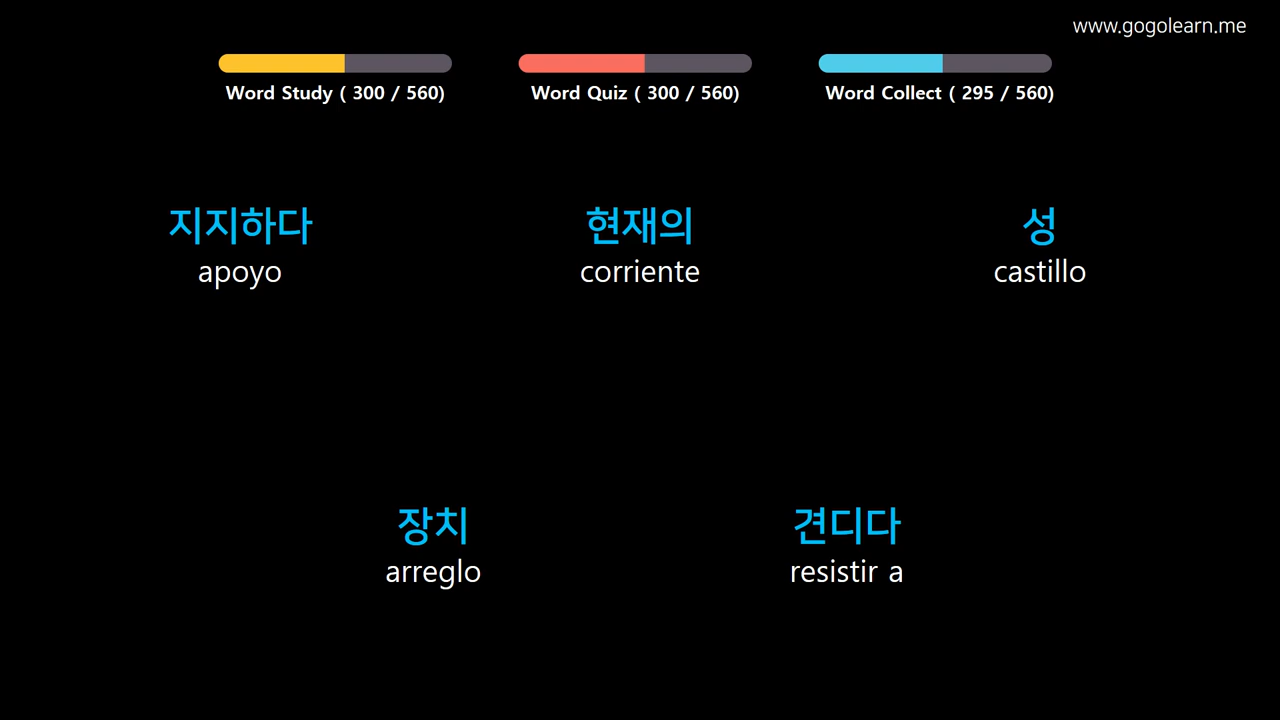 www.gogolearn.me
Word Study ( 300 / 560)
Word Quiz ( 300 / 560)
Word Collect ( 295 / 560)
지지하다
apoyo
현재의
corriente
성
castillo
장치
arreglo
견디다
resistir a